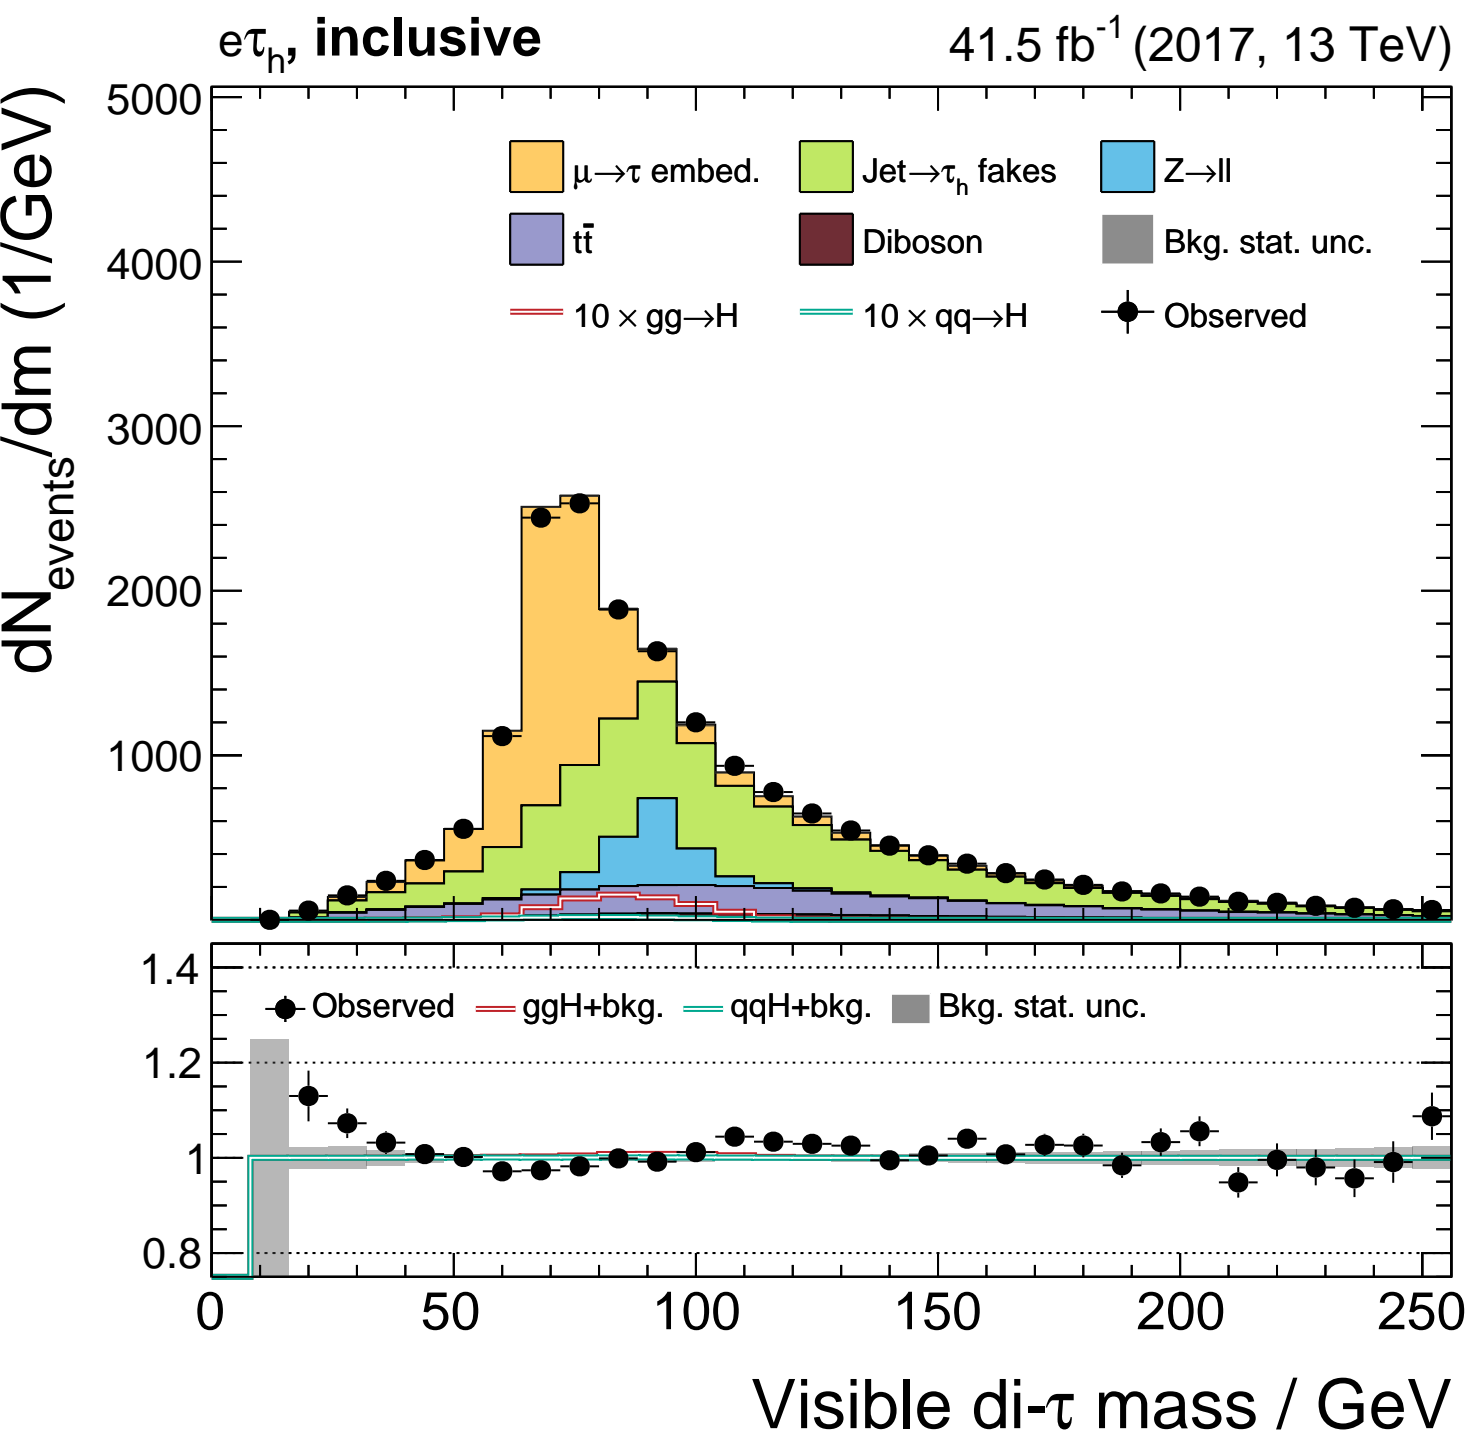 eτh, inclusive 41.5 fb-1 (2017, 13 TeV)
dNevents/dm (1/GeV)
5000
4000
3000
2000
1000
μ→τ embed. Jet→τh fakes Z→ll
tt̄ Diboson Bkg. stat. unc.
10 × gg→H 10 × qq→H Observed
1.4
1.2
1
0.8
Observed ggH+bkg. qqH+bkg. Bkg. stat. unc.
0 50 100 150 200 250
Visible di-τ mass / GeV